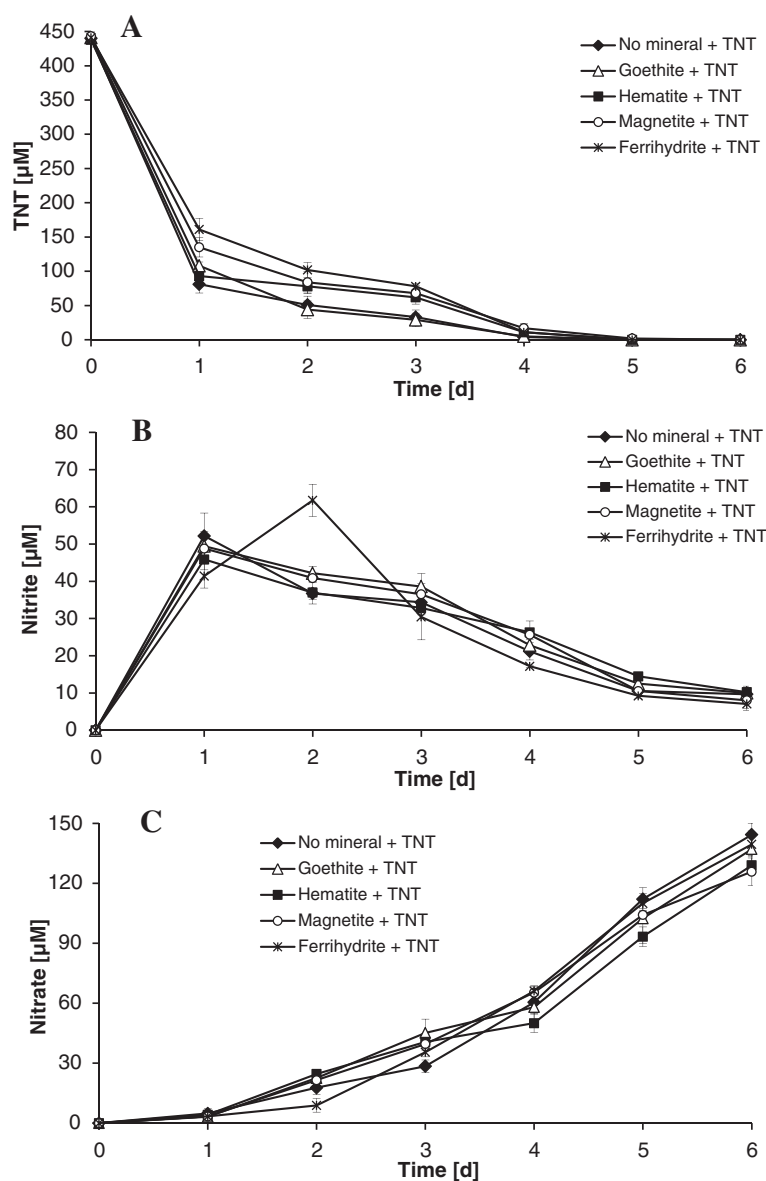 A
450
400
350
300
250
200
150
100
50
0
TNT [µM]
0 1 2 3 4 5 6
Time [d]
No mineral + TNT
Goethite + TNT
Hematite + TNT
Magnetite + TNT
Ferrihydrite + TNT
B
80
70
60
50
40
30
20
10
0
Nitrite [µM]
0 1 2 3 4 5 6
Time [d]
No mineral + TNT
Goethite + TNT
Hematite + TNT
Magnetite + TNT
Ferrihydrite + TNT
C
150
120
90
60
30
0
Nitrate [µM]
0 1 2 3 4 5 6
Time [d]
No mineral + TNT
Goethite + TNT
Hematite + TNT
Magnetite + TNT
Ferrihydrite + TNT